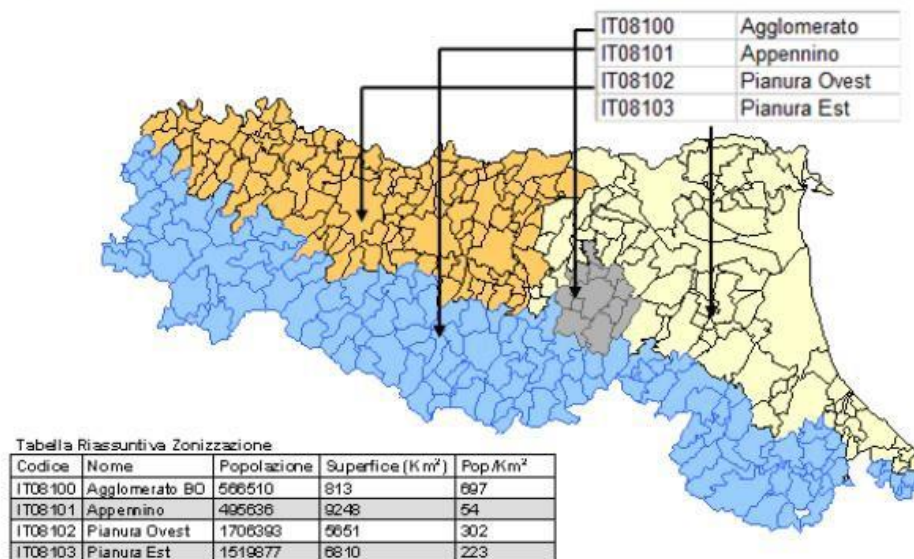 IT08100 Agglomerato
IT08101 Appennino
IT08102 Pianura Ovest
IT08103 Pianura Est
Tabella Riassuntiva Zonizzazione
Codice Nome Popolazione Superfice (Km²) Pop/Km²
IT08100 Agglomerato BO 566510 813 697
IT08101 Appennino 495636 9248 54
IT08102 Pianura Ovest 1706393 5651 302
IT08103 Pianura Est 1519877 6810 223